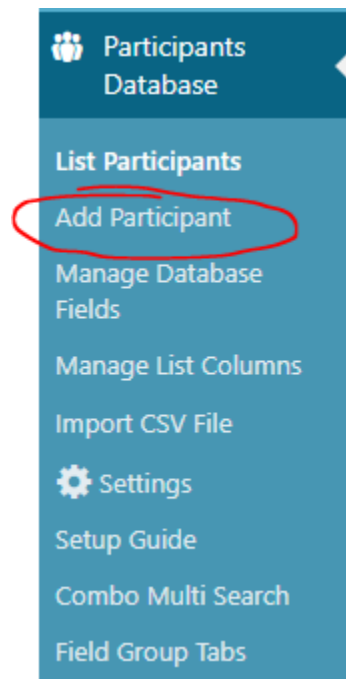 Participants
Database
List Participants
Add Participant
Manage Database
Fields
Manage List Columns
Import CSV File
Settings
Setup Guide
Combo Multi Search
Field Group Tabs